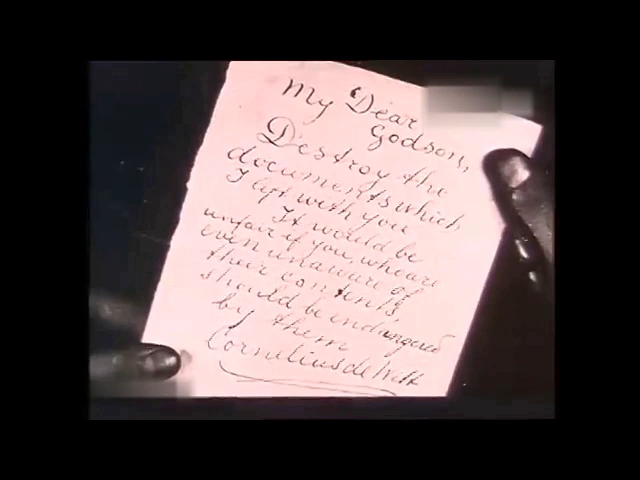 My Dear
Godson,
Destroy the
documents which
I left with you
It would be
unfair if you, who are
even unaware of
their contents,
should be endangered
by them
Cornelius de Witt